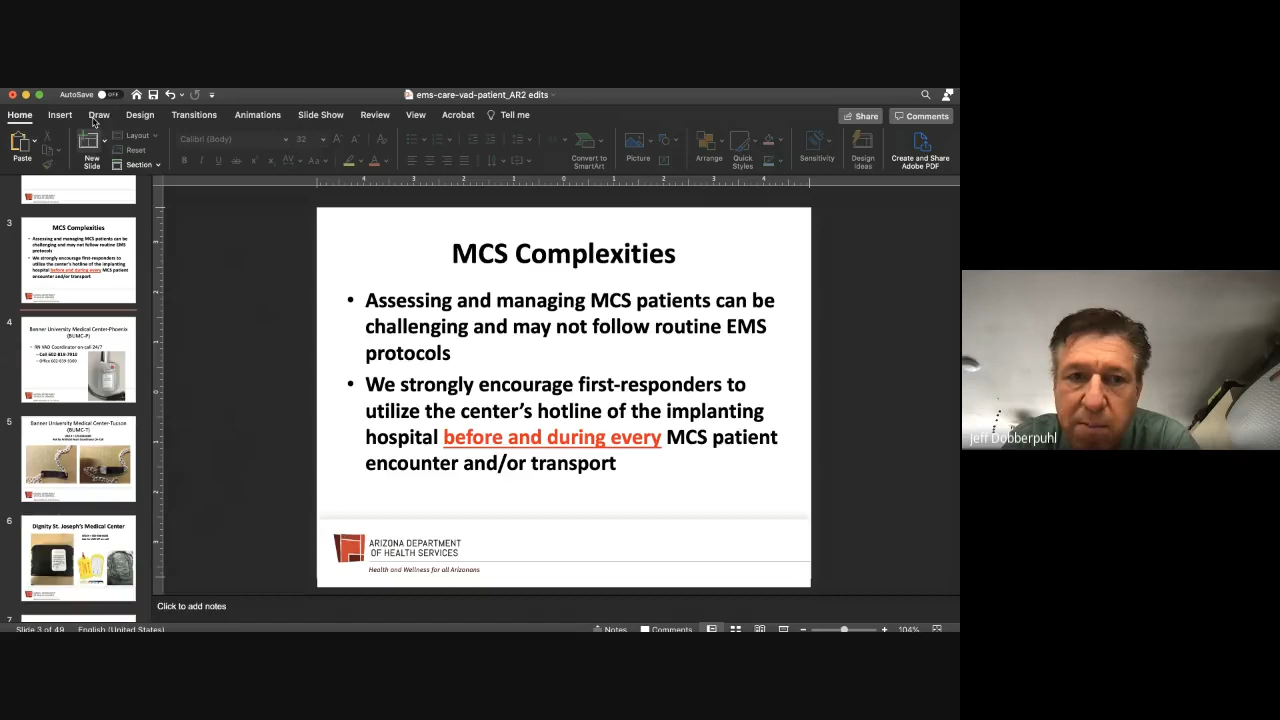 AutoSave OFF
ems-care-vad-patient_AR2 edits
Home Insert Draw Design Transitions Animations Slide Show Review View Acrobat Tell me
Share Comments
Paste
New Slide
Layout
Reset
Section
Calibri (Body) 32
Convert to SmartArt
Picture
Arrange
Quick Styles
Sensitivity
Design Ideas
Create and Share Adobe PDF
3
MCS Complexities
Assessing and managing MCS patients can be
challenging and may not follow routine EMS
protocols
We strongly encourage first-responders to
utilize the center's hotline of the implanting
hospital before and during every MCS patient
encounter and/or transport
4
Banner University Medical Center-Phoenix
(BUMC-P)
RN VAD Coordinator on-call 24/7
5
Banner University Medical Center-Tucson
(BUMC-T)
6
Dignity St. Joseph's Medical Center
7
MCS Complexities
• Assessing and managing MCS patients can be
challenging and may not follow routine EMS
protocols
• We strongly encourage first-responders to
utilize the center’s hotline of the implanting
hospital before and during every MCS patient
encounter and/or transport
ARIZONA DEPARTMENT
OF HEALTH SERVICES
Health and Wellness for all Arizonans
Click to add notes
Slide 3 of 49 English (United States)
Notes Comments 104%
Jeff Dobberpuhl